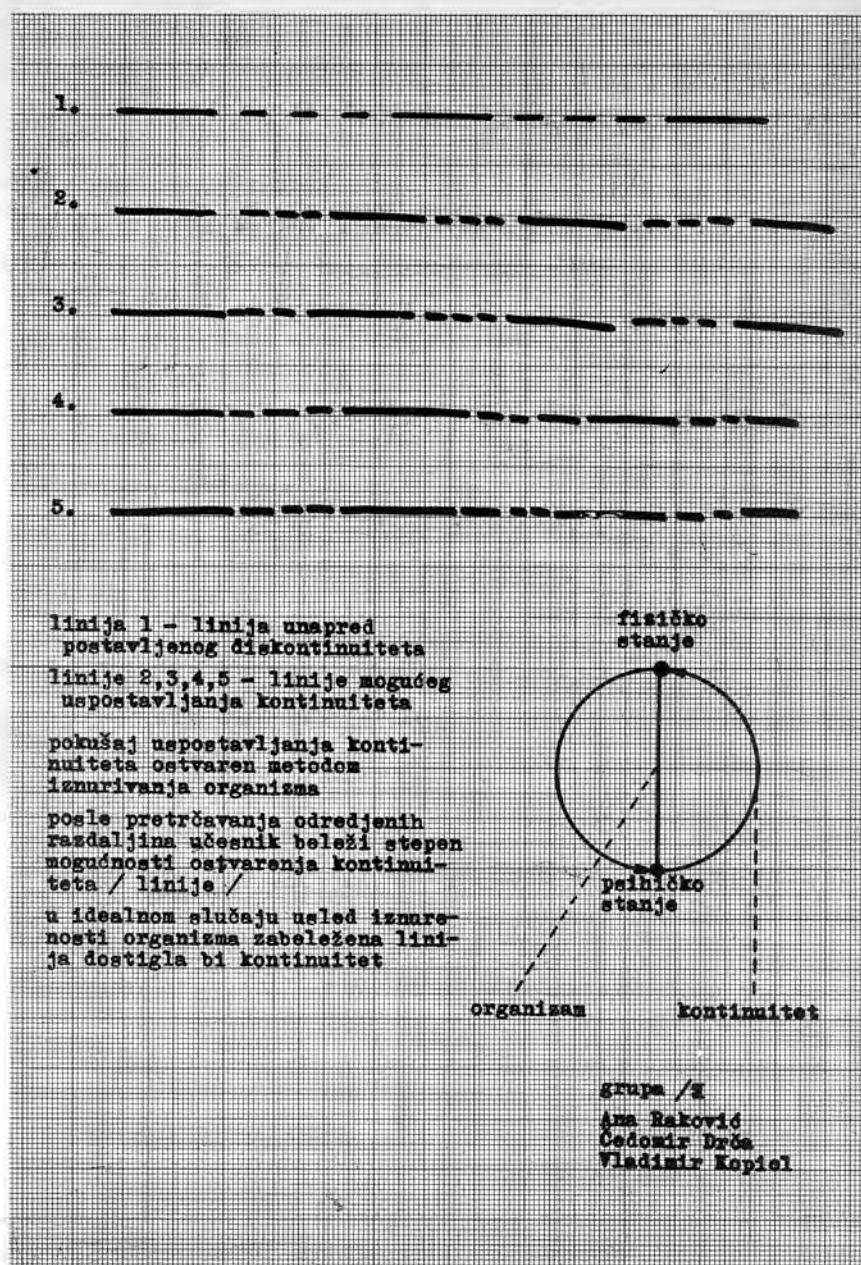 1.
2.
3.
4.
5.
linija 1 - linija unapred
postavljenog diskontinuiteta
linije 2,3,4,5 - linije mogućeg
uspostavljanja kontinuiteta
pokušaj uspostavljanja konti-
nuiteta ostvaren metodom
iznurivanja organizma
posle pretrčavanja odredjenih
razdaljina učesnik beleži stepen
mogućnosti ostvarenja kontinui-
teta / linije /
u idealnom slučaju usled iznure-
nosti organizma zabeležena lini-
ja dostigla bi kontinuitet
fisičko
stanje
psihičko
stanje
organizam
kontinuitet
grupa
Ana Raković
Čedomir Drča
Vladimir Kopicl